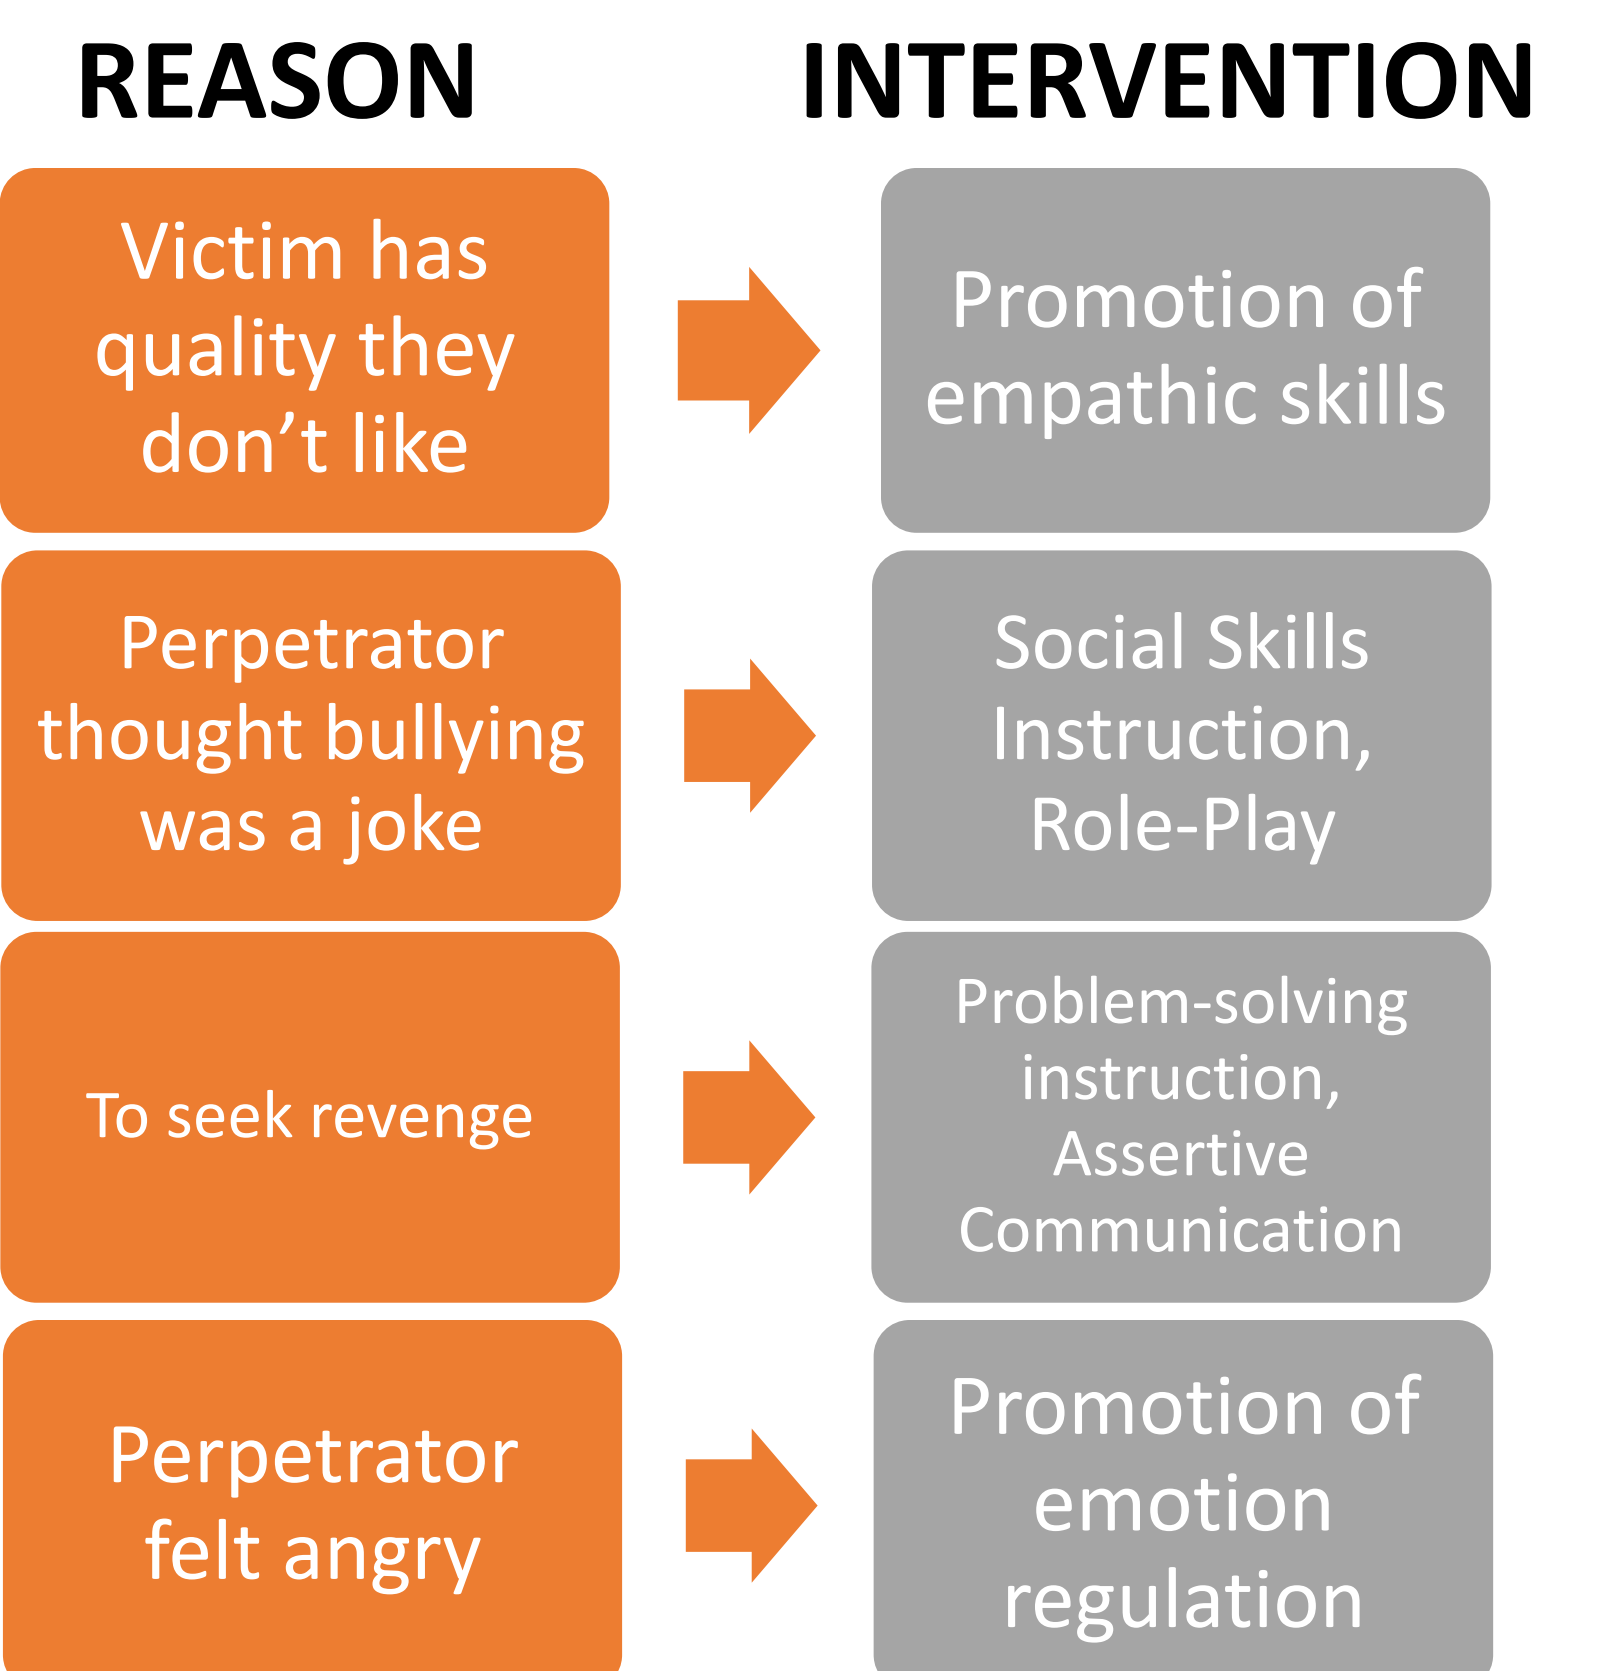 REASON
INTERVENTION
Victim has
quality they
don’t like
Promotion of
empathic skills
Perpetrator
thought bullying
was a joke
Social Skills
Instruction,
Role-Play
To seek revenge
Problem-solving
instruction,
Assertive
Communication
Perpetrator
felt angry
Promotion of
emotion
regulation